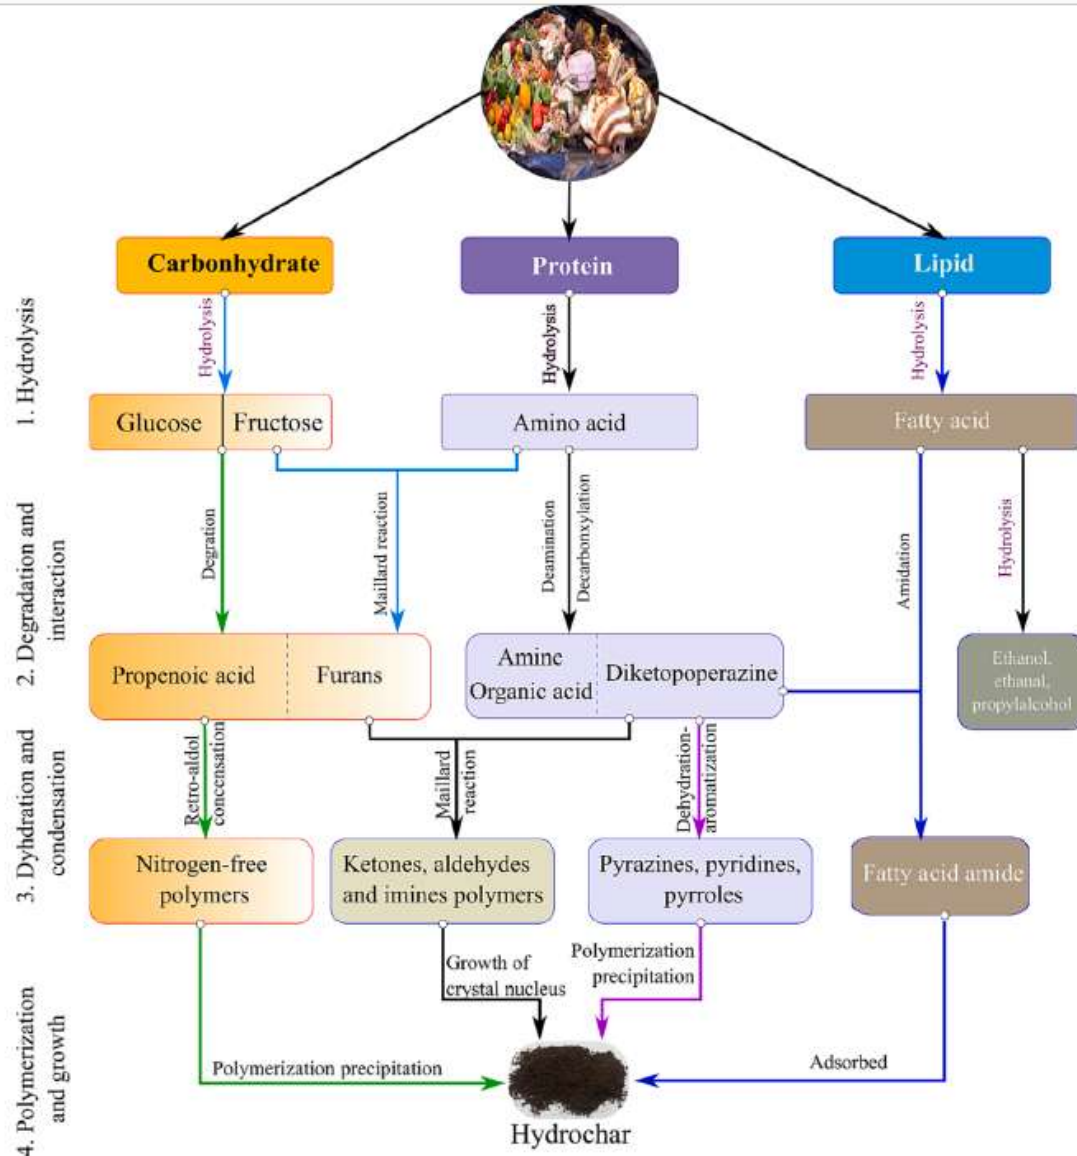 Carbonhydrate
Protein
Lipid
1. Hydrolysis
Hydrolysis
Hydrolysis
Hydrolysis
Glucose
Fructose
Amino acid
Fatty acid
2. Degradation and
interaction
Degration
Maillard reaction
Deamination
Decarbonxylation
Amidation
Hydrolysis
Propenoic acid
Furans
Amine
Organic acid
Diketopoperazine
Ethanol,
ethanal,
propylalcohol
3. Dyhdration and
condensation
Retro-aldol
concensation
Maillard
reaction
Dehydration-
aromatization
Nitrogen-free
polymers
Ketones, aldehydes
and imines polymers
Pyrazines, pyridines,
pyrroles
Fatty acid amide
4. Polymerization
and growth
Growth of
crystal nucleus
Polymerization
precipitation
Polymerization precipitation
Adsorbed
Hydrochar